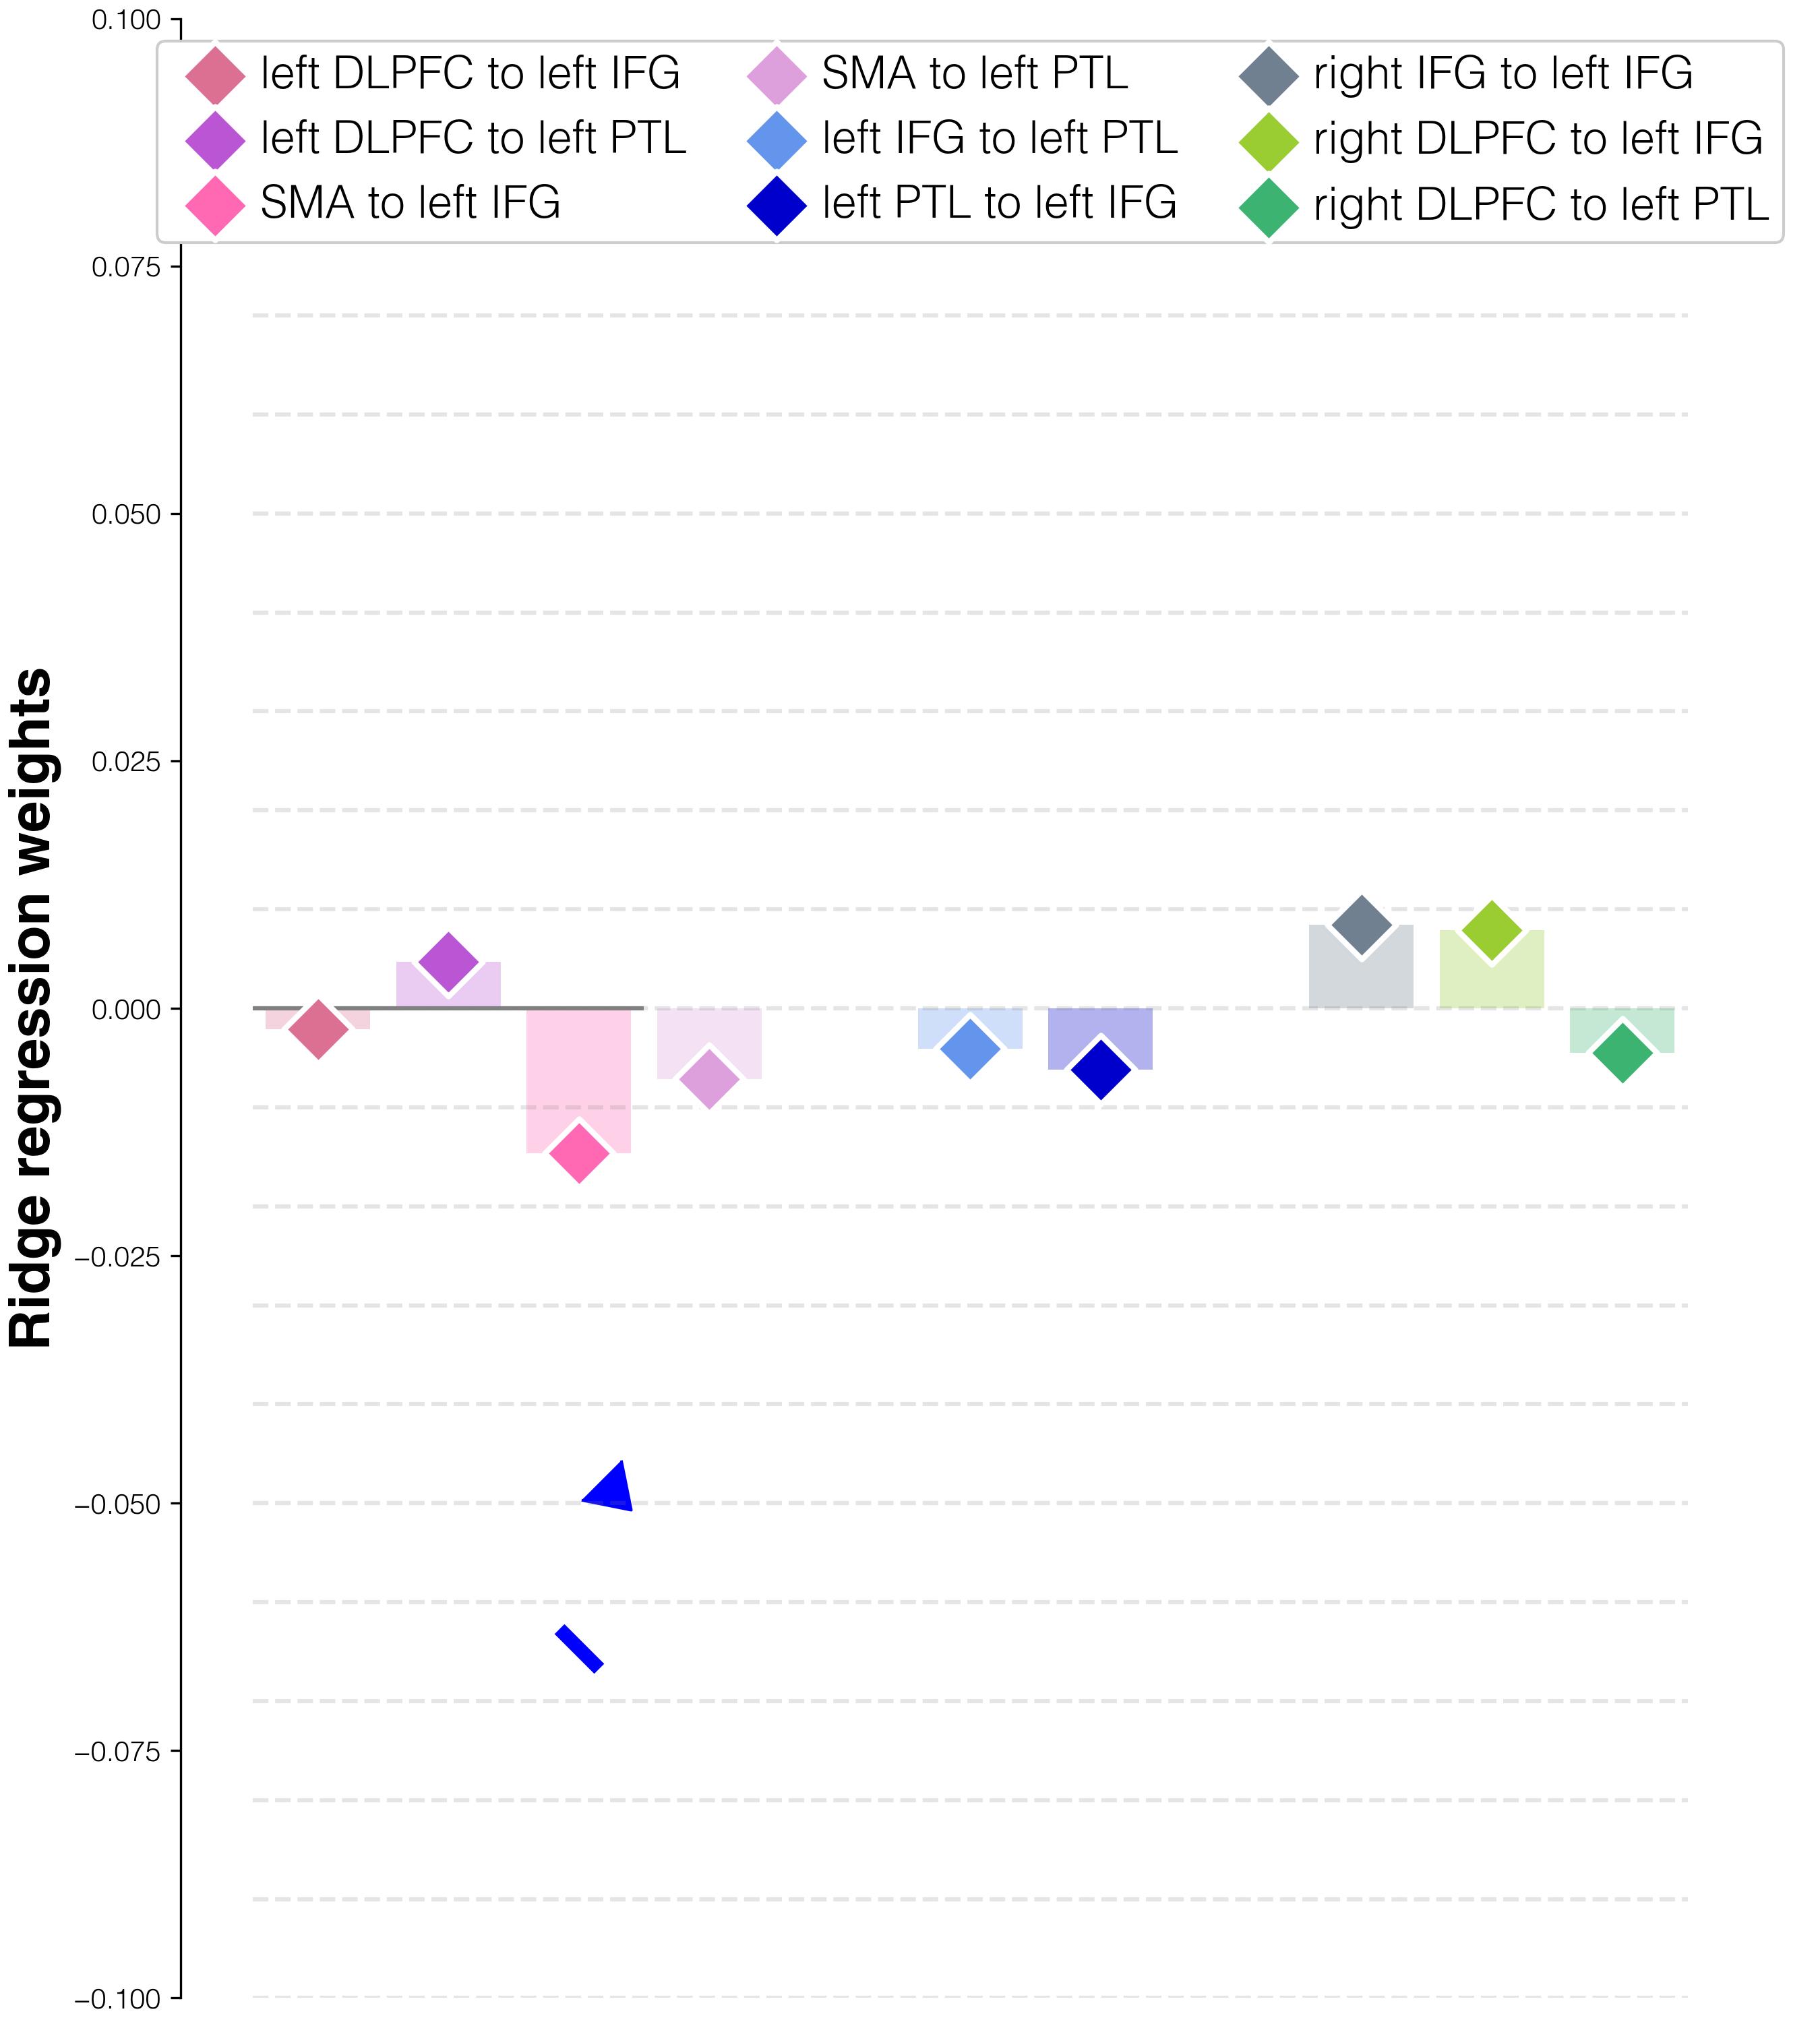 0.100
left DLPFC to left IFG
left DLPFC to left PTL
SMA to left IFG
SMA to left PTL
left IFG to left PTL
left PTL to left IFG
right IFG to left IFG
right DLPFC to left IFG
right DLPFC to left PTL
0.075
0.050
0.025
0.000
−0.025
−0.050
−0.075
−0.100
Ridge regression weights